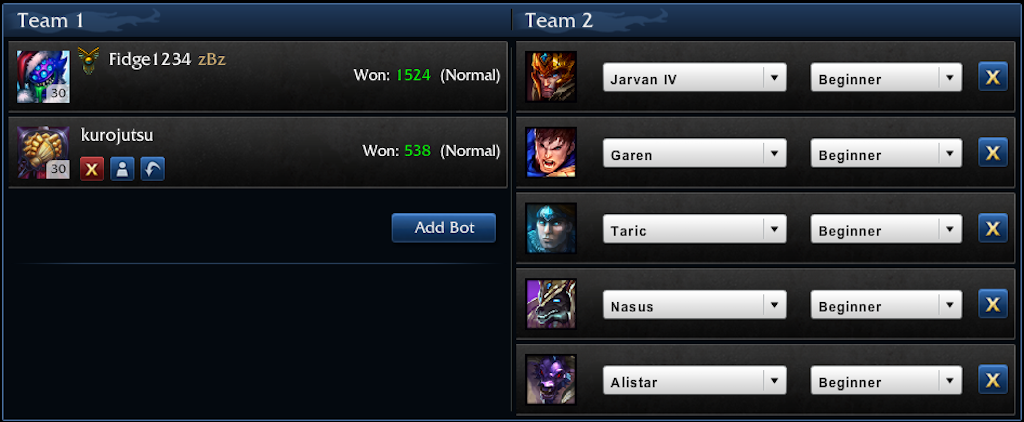 Team 1
Fidge1234 zBz
30
Won: 1524 (Normal)
kurojutsu
30
X
Won: 538 (Normal)
Add Bot
Team 2
Jarvan IV Beginner X
Garen Beginner X
Taric Beginner X
Nasus Beginner X
Alistar Beginner X